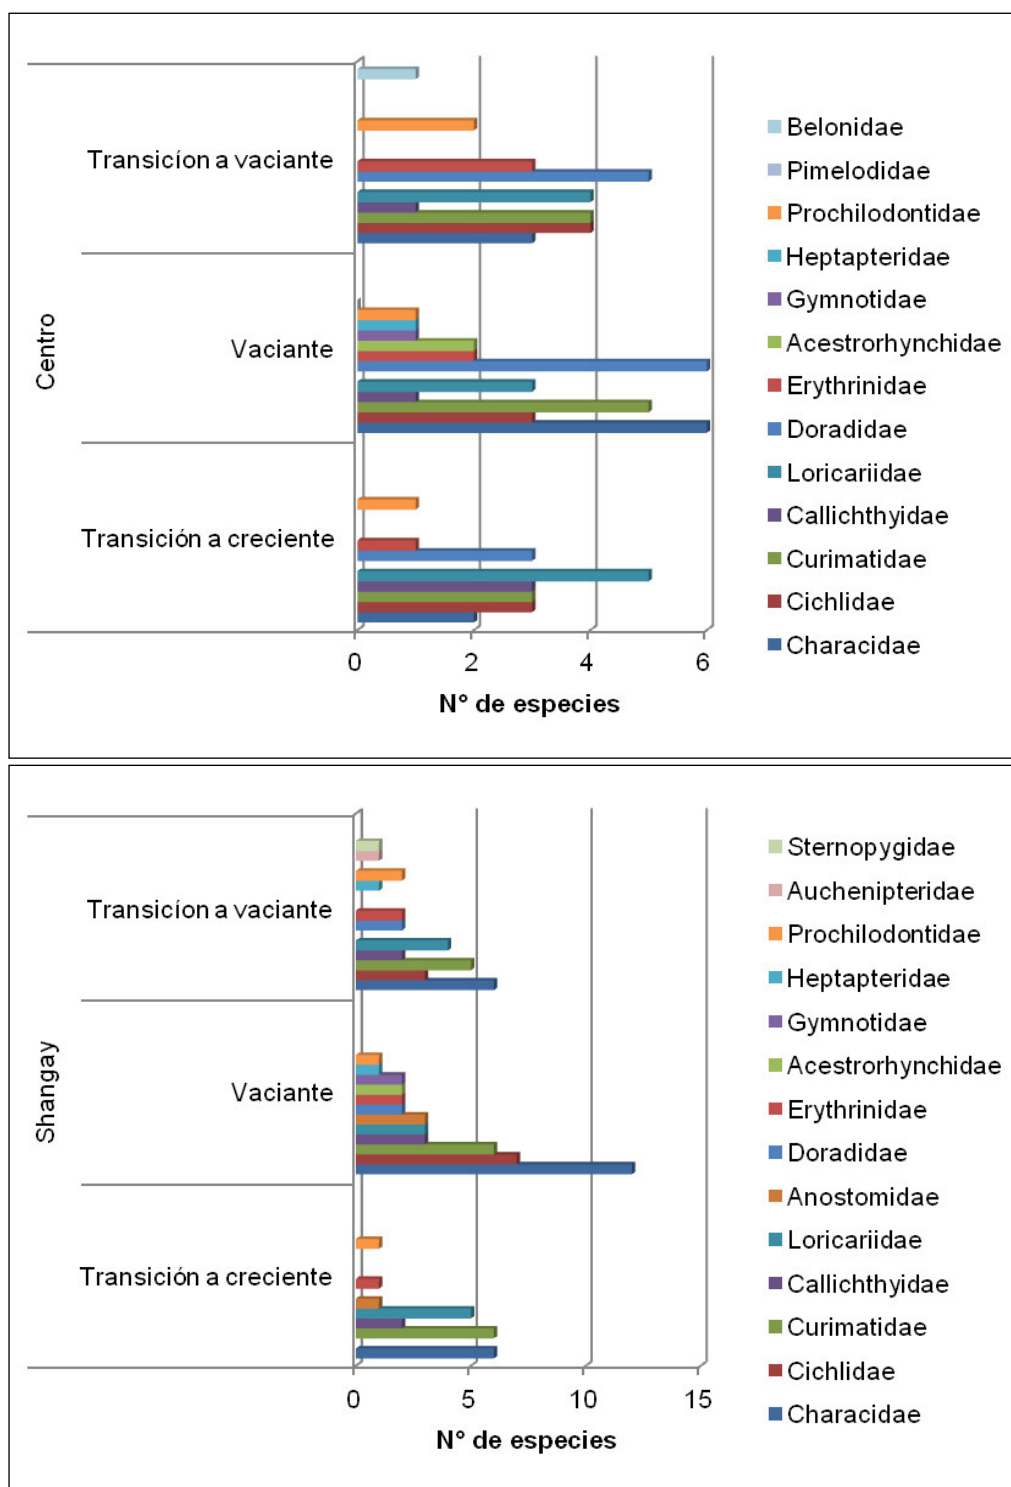 Centro
Transicíon a vaciante
Vaciante
Transición a creciente
0 2 4 6
N° de especies
Belonidae
Pimelodidae
Prochilodontidae
Heptapteridae
Gymnotidae
Acestrorhynchidae
Erythrinidae
Doradidae
Loricariidae
Callichthyidae
Curimatidae
Cichlidae
Characidae
Shangay
Transicíon a vaciante
Vaciante
Transición a creciente
0 5 10 15
N° de especies
Sternopygidae
Auchenipteridae
Prochilodontidae
Heptapteridae
Gymnotidae
Acestrorhynchidae
Erythrinidae
Doradidae
Anostomidae
Loricariidae
Callichthyidae
Curimatidae
Cichlidae
Characidae